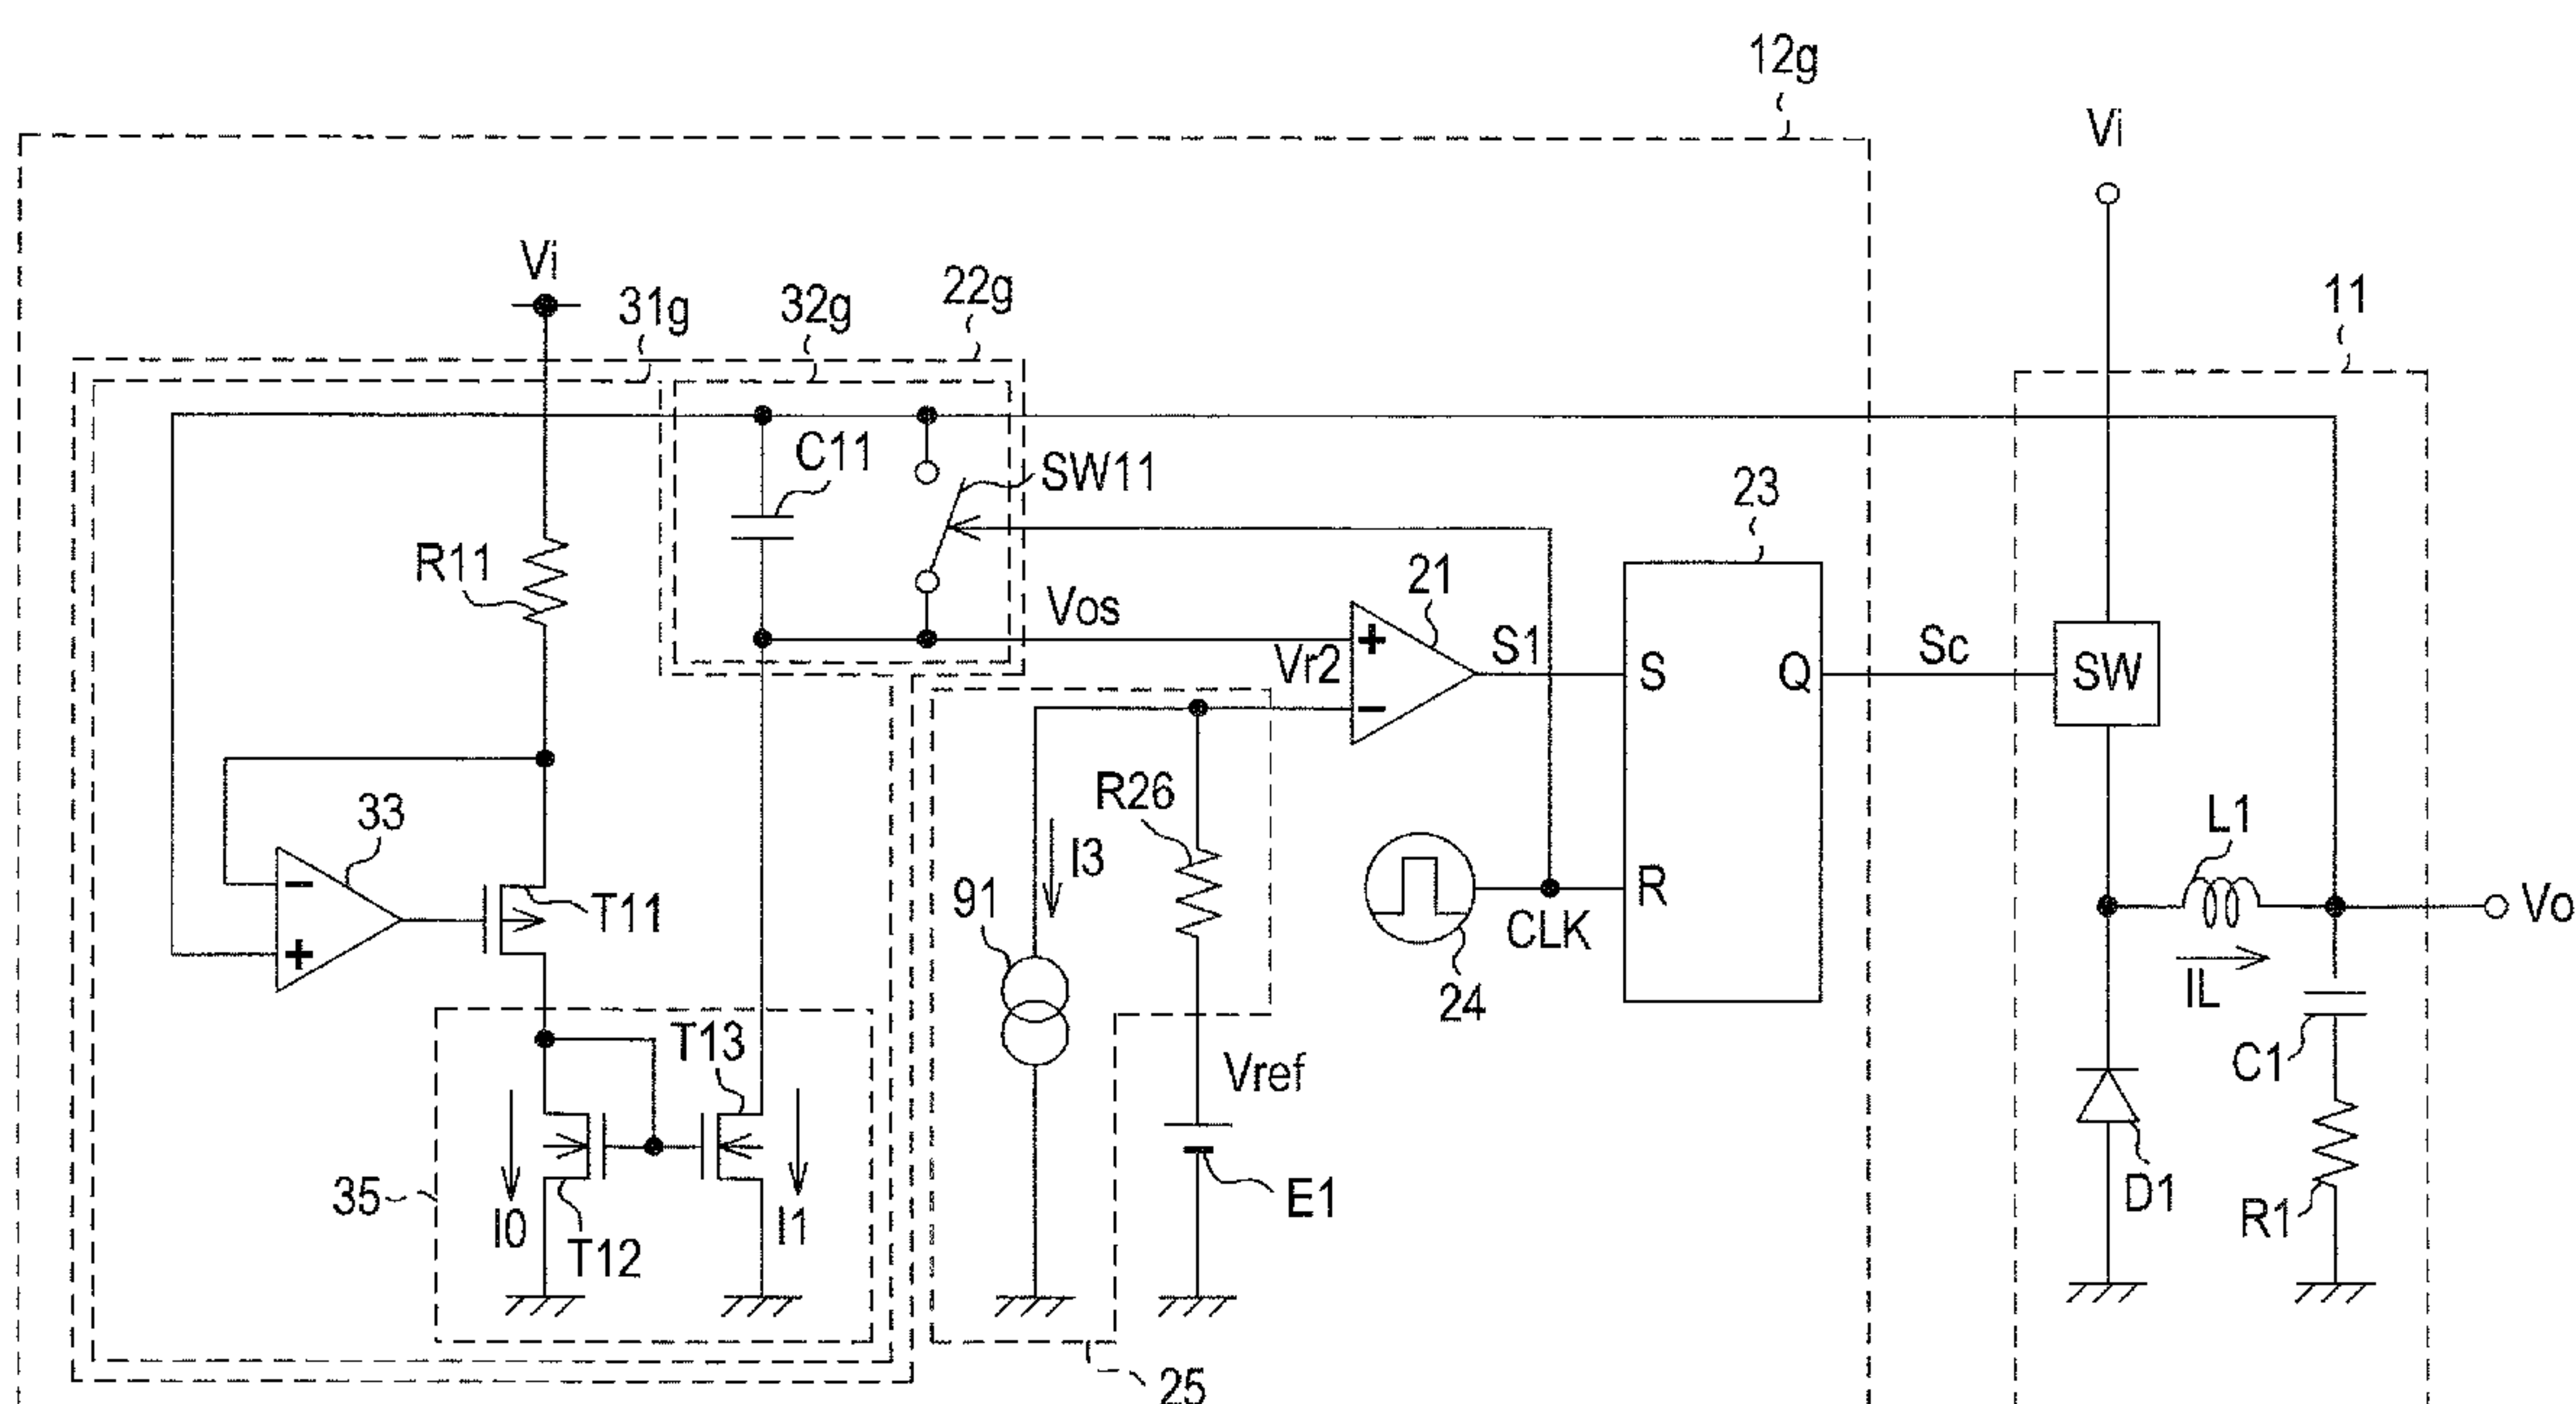 12g
Vi
Vi
31g
32g
22g
11
C11
SW11
23
R11
Vos
21
Vr2
+
S1
S
Q
Sc
SW
−
R26
L1
33
I3
−
T11
91
R
Vo
+
CLK
IL
24
T13
C1
Vref
35
I0
I1
E1
D1
R1
T12
25